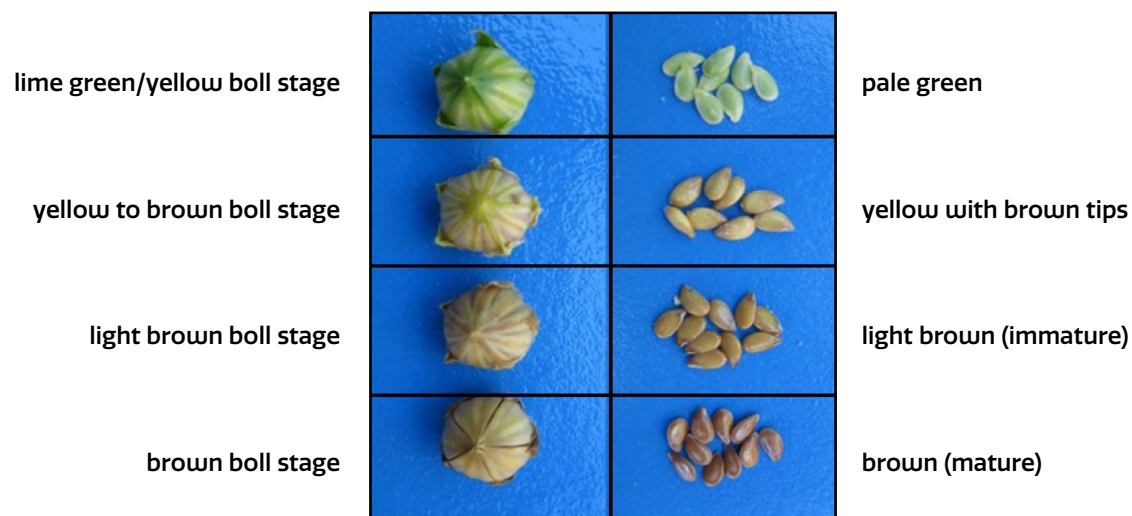 lime green/yellow boll stage
pale green
yellow to brown boll stage
yellow with brown tips
light brown boll stage
light brown (immature)
brown boll stage
brown (mature)